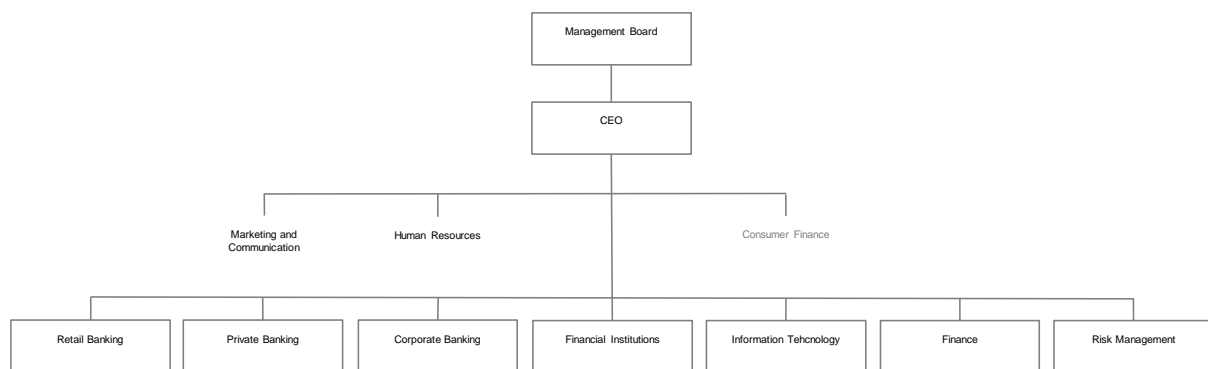 Management Board
CEO
Marketing and
Communication
Human Resources
Consumer Finance
Retail Banking
Private Banking
Corporate Banking
Financial Institutions
Information Tehcnology
Finance
Risk Management